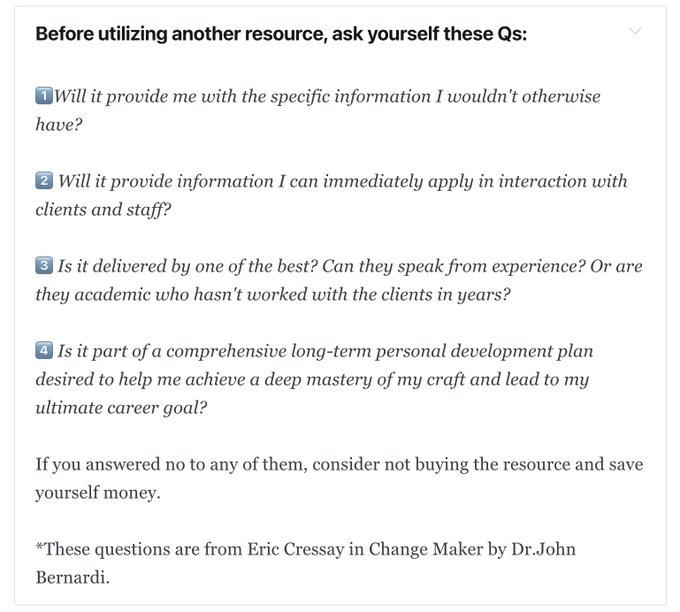 Before utilizing another resource, ask yourself these Qs:
1️⃣Will it provide me with the specific information I wouldn't otherwise
have?
2️⃣ Will it provide information I can immediately apply in interaction with
clients and staff?
3️⃣ Is it delivered by one of the best? Can they speak from experience? Or are
they academic who hasn't worked with the clients in years?
4️⃣ Is it part of a comprehensive long-term personal development plan
desired to help me achieve a deep mastery of my craft and lead to my
ultimate career goal?
If you answered no to any of them, consider not buying the resource and save
yourself money.
*These questions are from Eric Cressay in Change Maker by Dr.John
Bernardi.